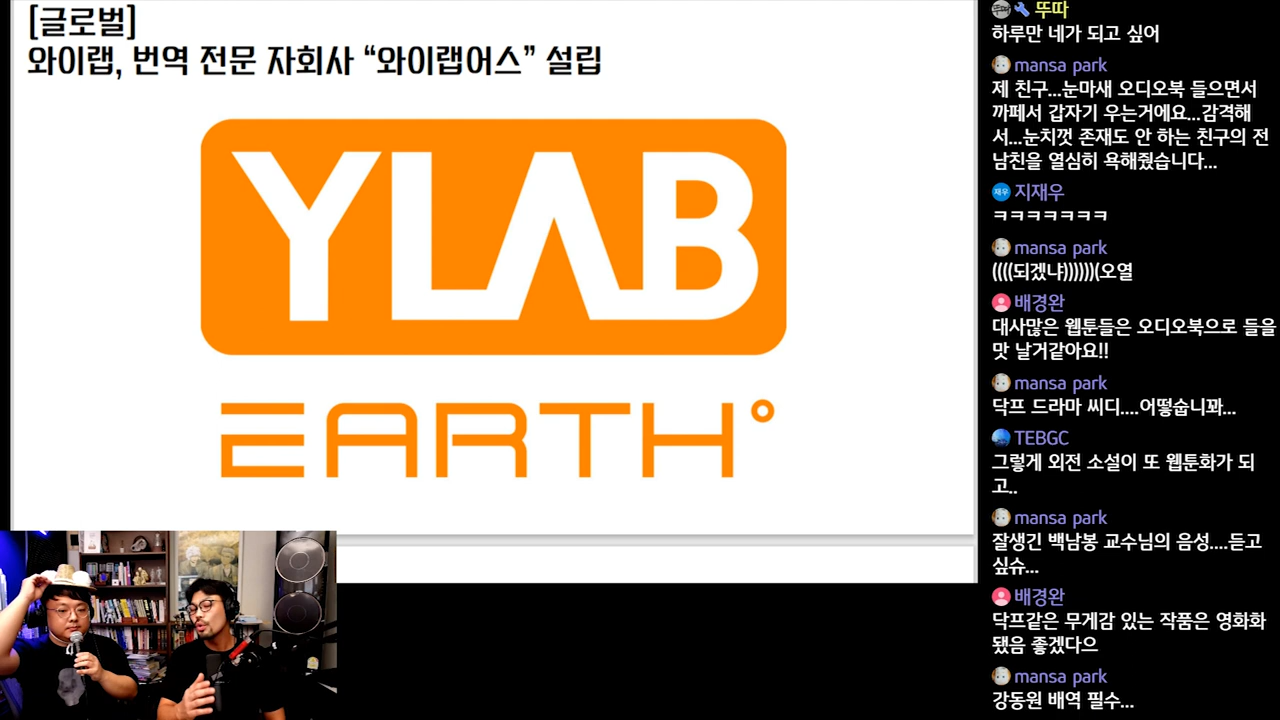 [글로벌]
와이랩, 번역 전문 자회사 “와이랩어스” 설립
YLAB
EARTH°
뚜따
하루만 네가 되고 싶어
mansa park
제 친구...눈마새 오디오북 들으면서
까페서 갑자기 우는거에요...감격해
서...눈치껏 존재도 안 하는 친구의 전
남친을 열심히 욕해줬습니다...
재우
지재우
ㅋㅋㅋㅋㅋㅋㅋ
mansa park
((((되겠냐))))))(오열
배경완
대사많은 웹툰들은 오디오북으로 들을
맛 날거같아요!!
mansa park
닥프 드라마 씨디....어떻습니꽈...
TEBGC
그렇게 외전 소설이 또 웹툰화가 되
고..
mansa park
잘생긴 백남봉 교수님의 음성....듣고
싶슈...
배경완
닥프같은 무게감 있는 작품은 영화화
됐음 좋겠다으
mansa park
강동원 배역 필수...